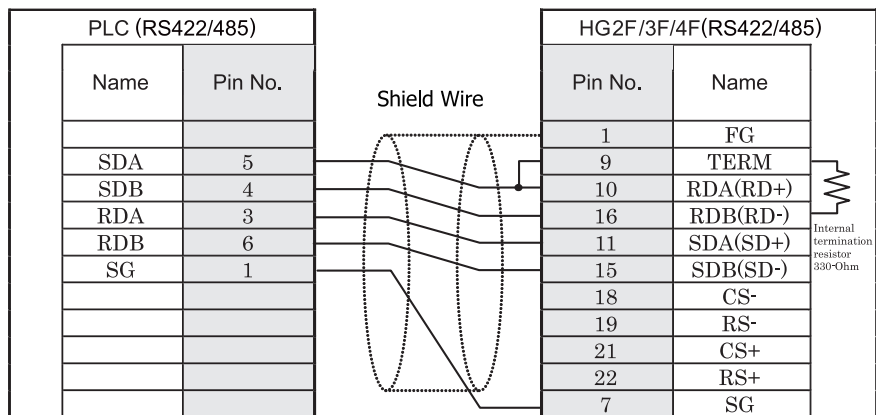 PLC (RS422/485)
HG2F/3F/4F(RS422/485)
Name Pin No.
Shield Wire
Pin No. Name
1 FG
SDA 5
9 TERM
SDB 4
10 RDA(RD+)
RDA 3
16 RDB(RD-)
RDB 6
11 SDA(SD+)
SG 1
15 SDB(SD-)
Internal
termination
resistor
330-Ohm
18 CS-
19 RS-
21 CS+
22 RS+
7 SG